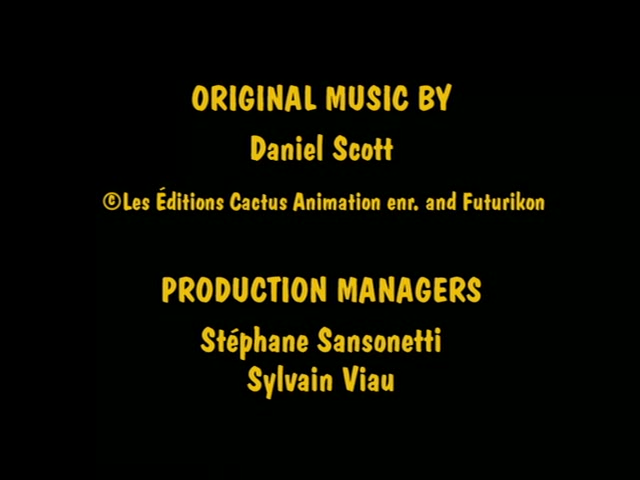 ORIGINAL MUSIC BY
Daniel Scott
©Les Éditions Cactus Animation enr. and Futurikon
PRODUCTION MANAGERS
Stéphane Sansonetti
Sylvain Viau